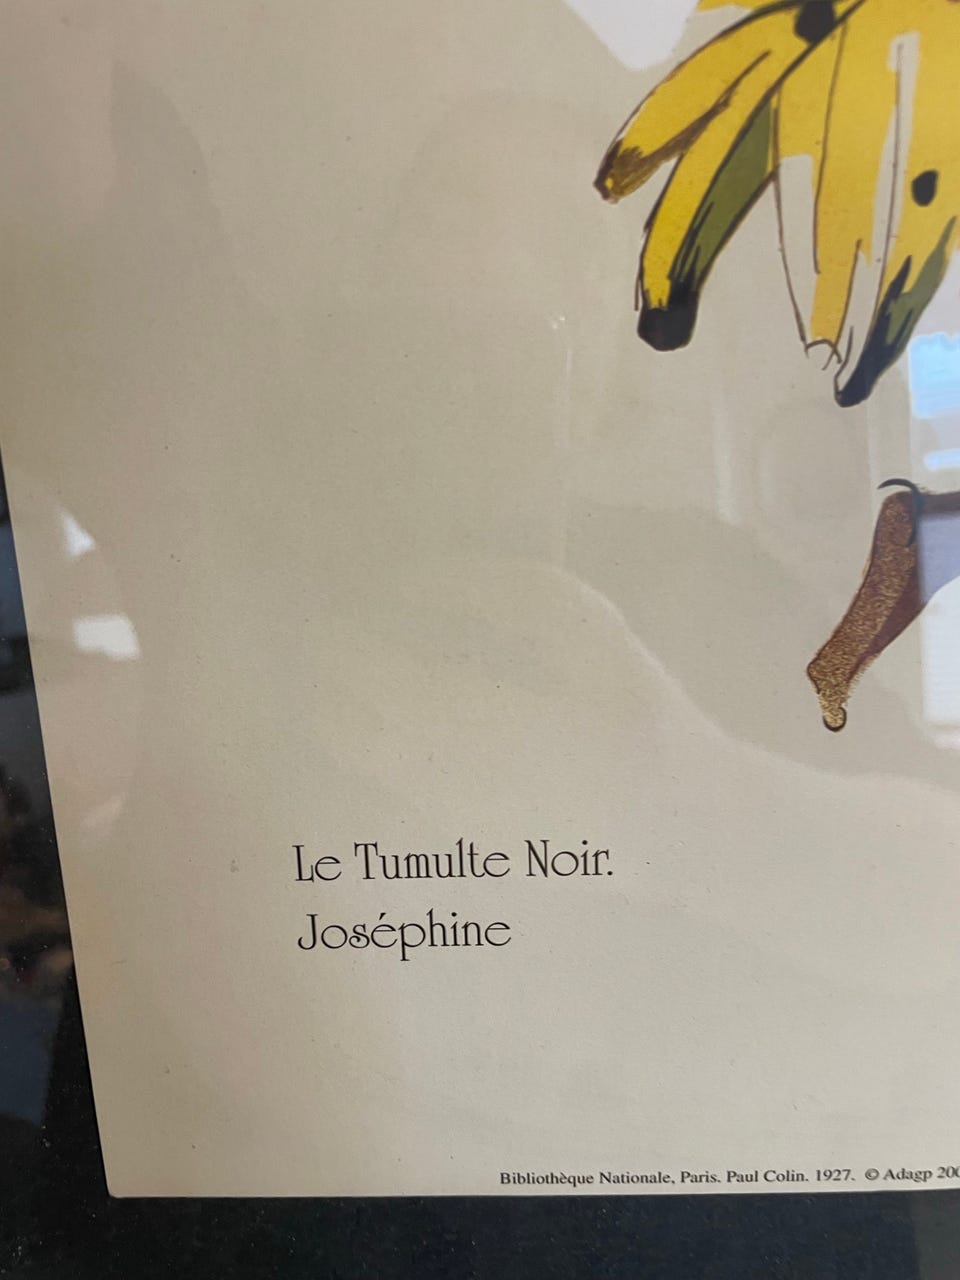 Le Tumulte Noir.
Joséphine
Bibliothèque Nationale, Paris. Paul Colin. 1927. © Adagp